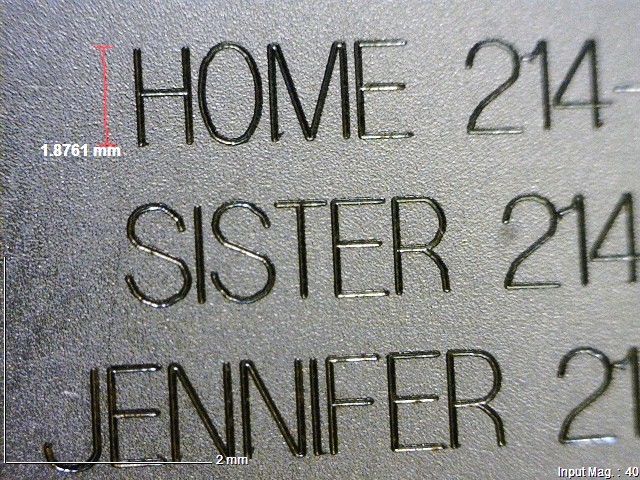 HOME 214-
1.8761 mm
SISTER 214
JENNIFER 21
2 mm
Input Mag. : 40